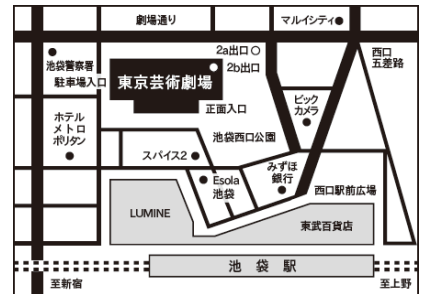 劇場通り
マルイシティ
2a出口
西口
五差路
池袋警察署
2b出口
駐車場入口
東京芸術劇場
正面入口
ビック
カメラ
ホテル
メトロ
ポリタン
池袋西口公園
スパイス2
みずほ
銀行
Esola
池袋
西口駅前広場
LUMINE
東武百貨店
池袋駅
至新宿
至上野